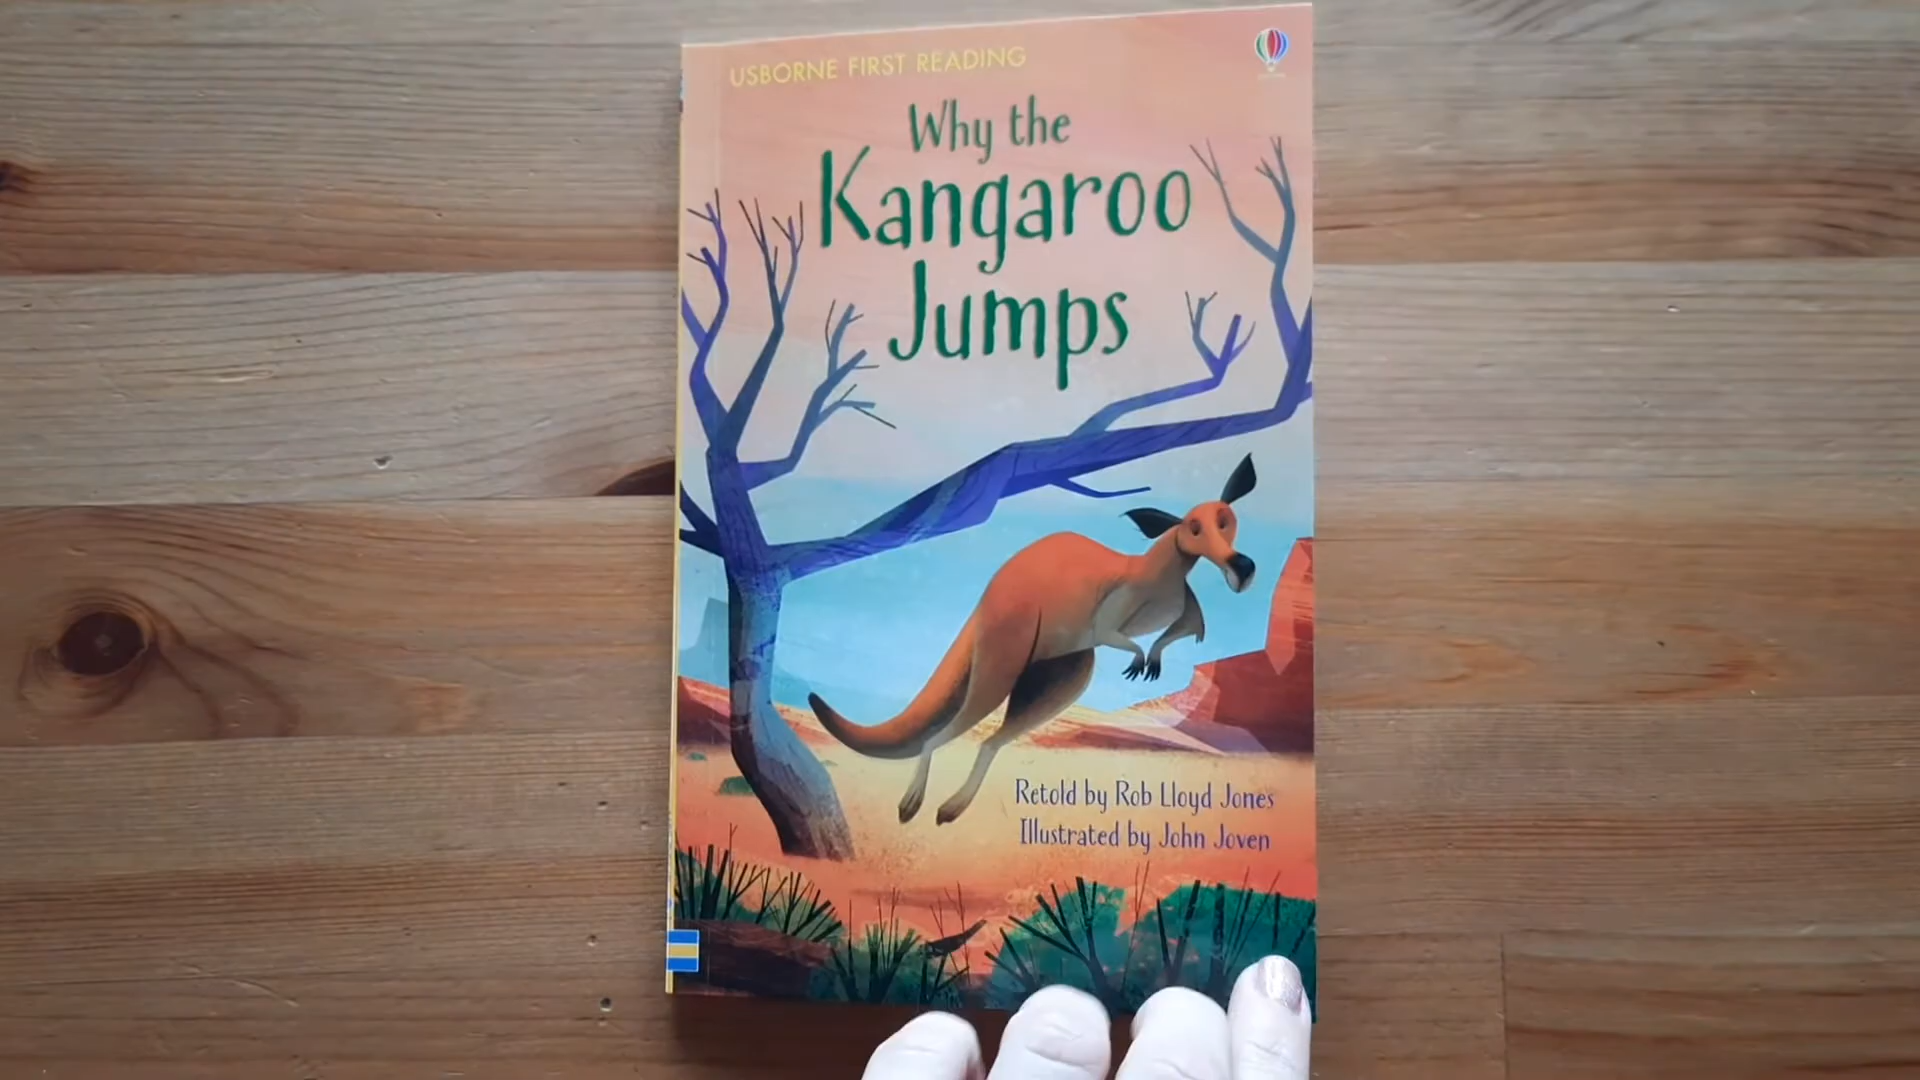 USBORNE FIRST READING
Why the
Kangaroo
Jumps
Retold by Rob Lloyd Jones
Illustrated by John Joven